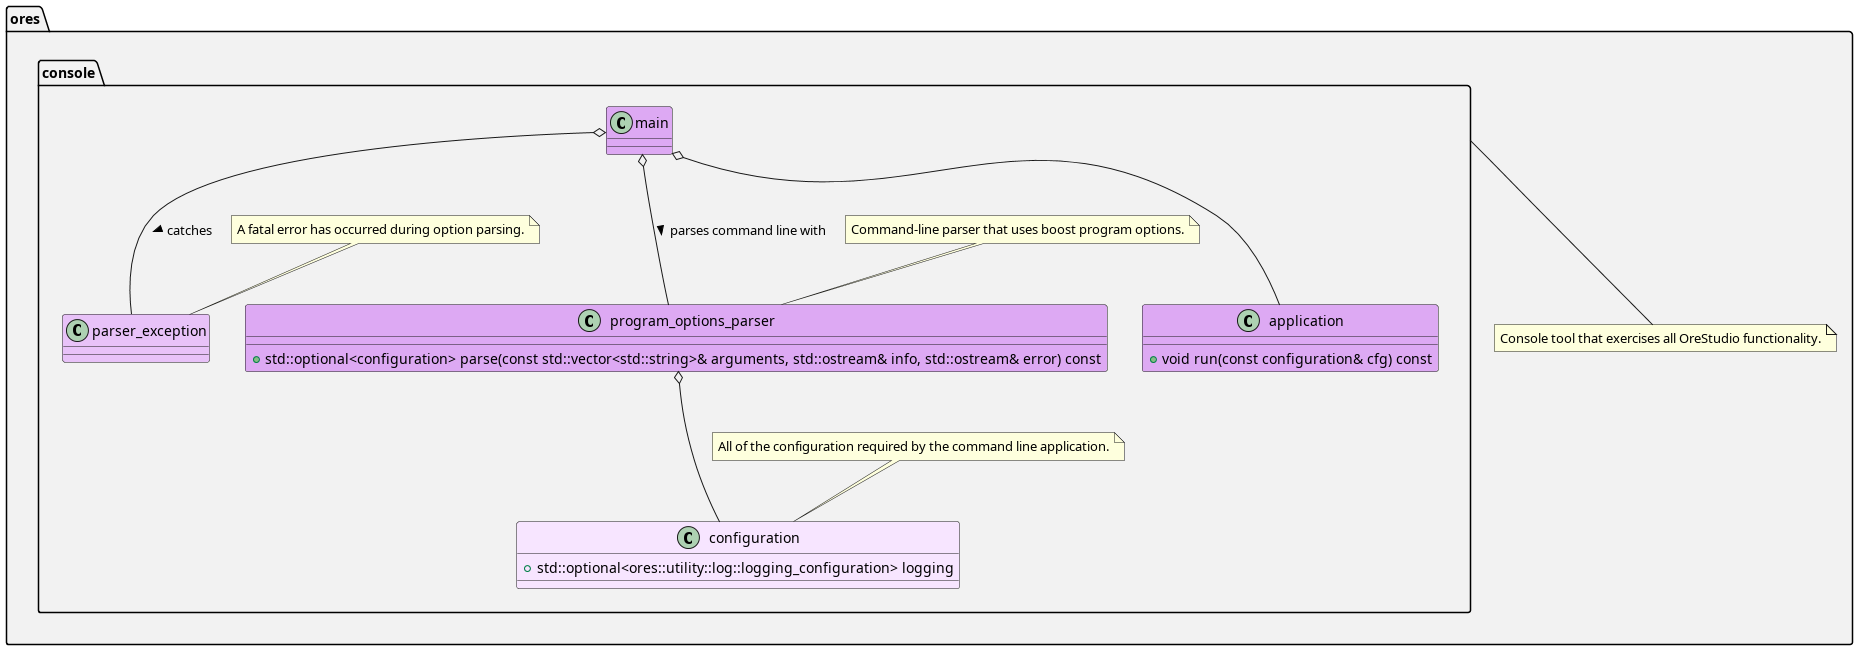 ores
console
C main
catches
A fatal error has occurred during option parsing.
parses command line with
Command-line parser that uses boost program options.
C parser_exception
C program_options_parser
std::optional<configuration> parse(const std::vector<std::string>& arguments, std::ostream& info, std::ostream& error) const
C application
void run(const configuration& cfg) const
Console tool that exercises all OreStudio functionality.
All of the configuration required by the command line application.
C configuration
std::optional<ores::utility::log::logging_configuration> logging